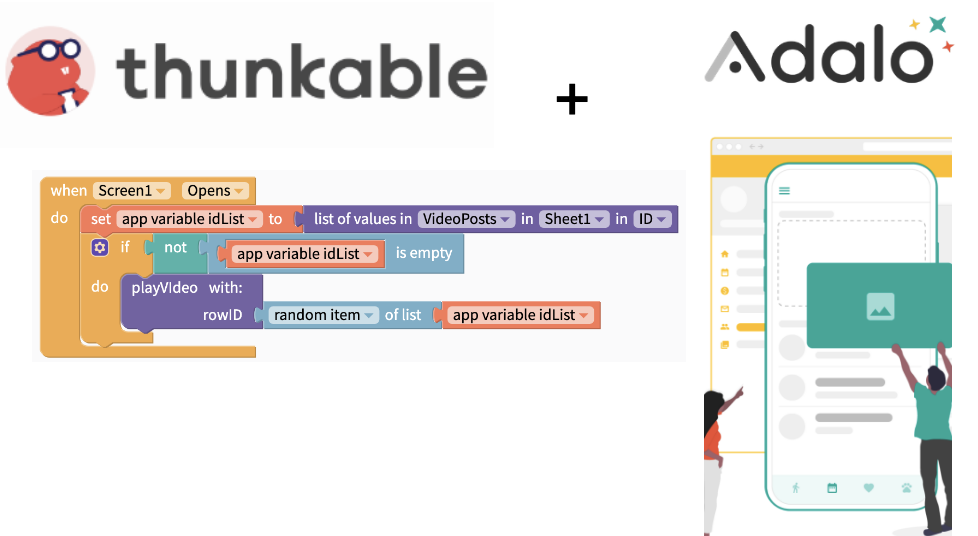 thunkable
+
Adalo
when Screen1 Opens
do set app variable idList to list of values in VideoPosts in Sheet1 in ID
if not app variable idList is empty
do playVIdeo with:
rowID random item of list app variable idList